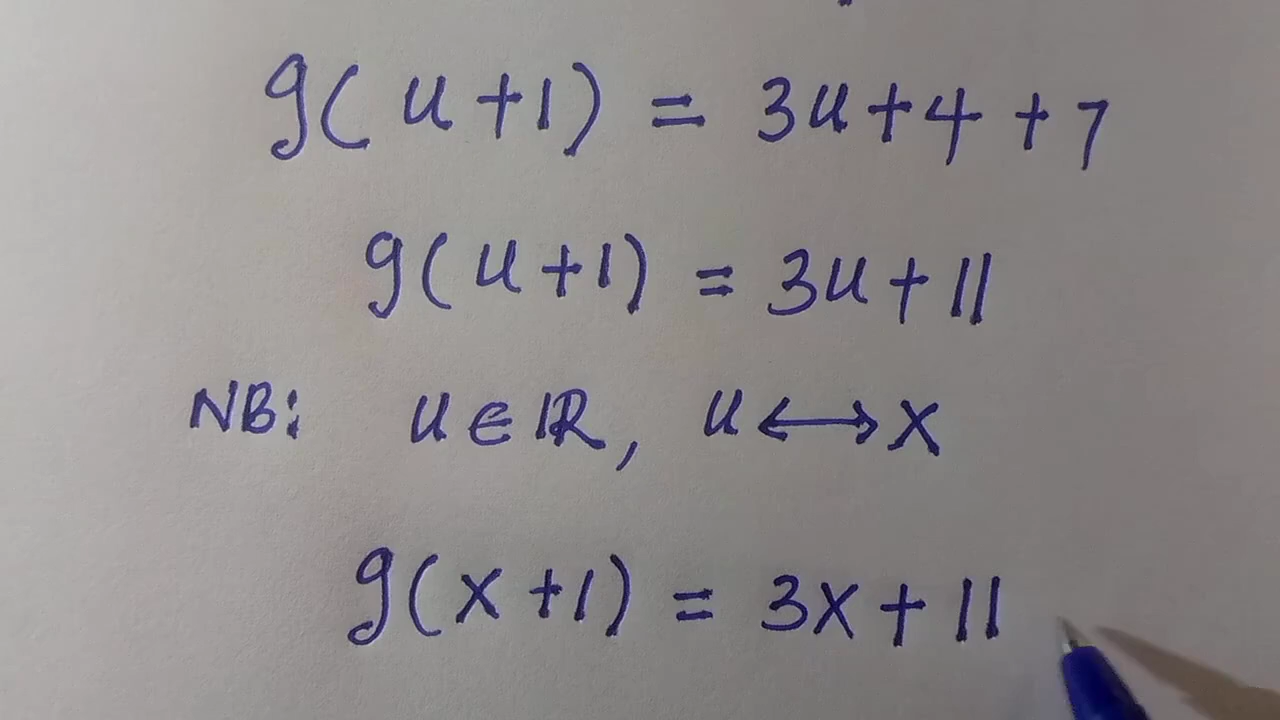 g(u+1) = 3u+4+7
g(u+1) = 3u+11
NB: u∈ℝ, u⟷x
g(x+1) = 3x+11